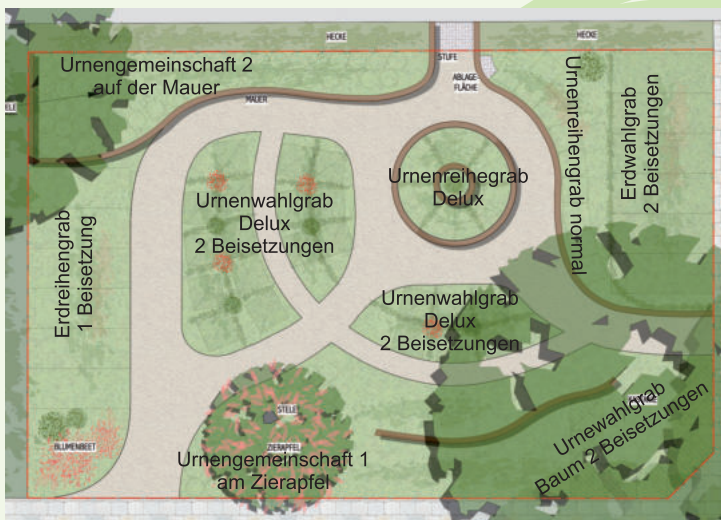 HECKE
HECKE
STUFE
Urnengemeinschaft 2
auf der Mauer
ABLAGE-
FLÄCHE
MAUER
Urnenreihengrab normal
Erdwahlgrab
2 Beisetzungen
Urnenreihegrab
Delux
Urnenwahlgrab
Delux
2 Beisetzungen
Erdreihengrab
1 Beisetzung
Urnenwahlgrab
Delux
2 Beisetzungen
STELE
BLUMENBEET
ZIERAPFEL
Urnengemeinschaft 1
am Zierapfel
Urnewahlgrab
Baum 2 Beisetzungen